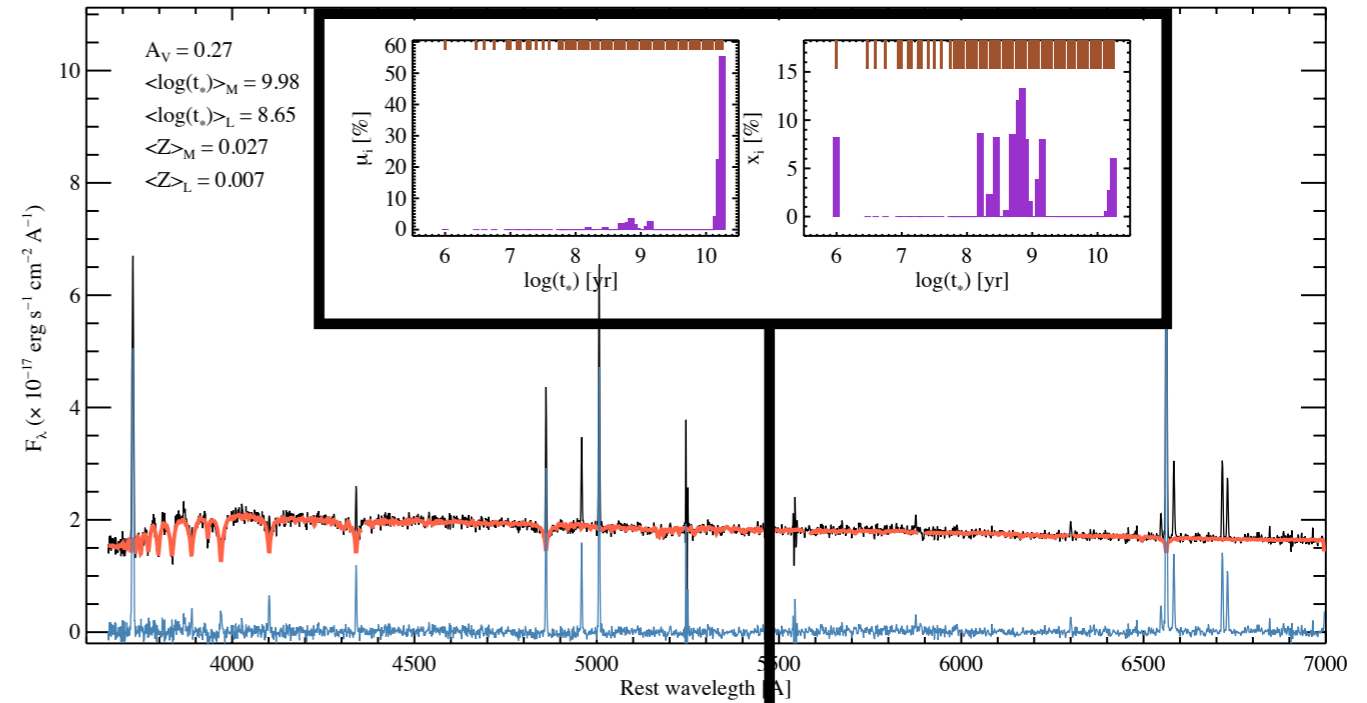 A_V = 0.27
<log(t_*)>_M = 9.98
<log(t_*)>_L = 8.65
<Z>_M = 0.027
<Z>_L = 0.007
F_λ (× 10^−17 erg s^−1 cm^−2 A^−1)
10
8
6
4
2
0
μ_i [%]
60
50
40
30
20
10
0
6 7 8 9 10
log(t_*) [yr]
x_i [%]
15
10
5
0
6 7 8 9 10
log(t_*) [yr]
4000 4500 5000 5500 6000 6500 7000
Rest wavelegth [A]